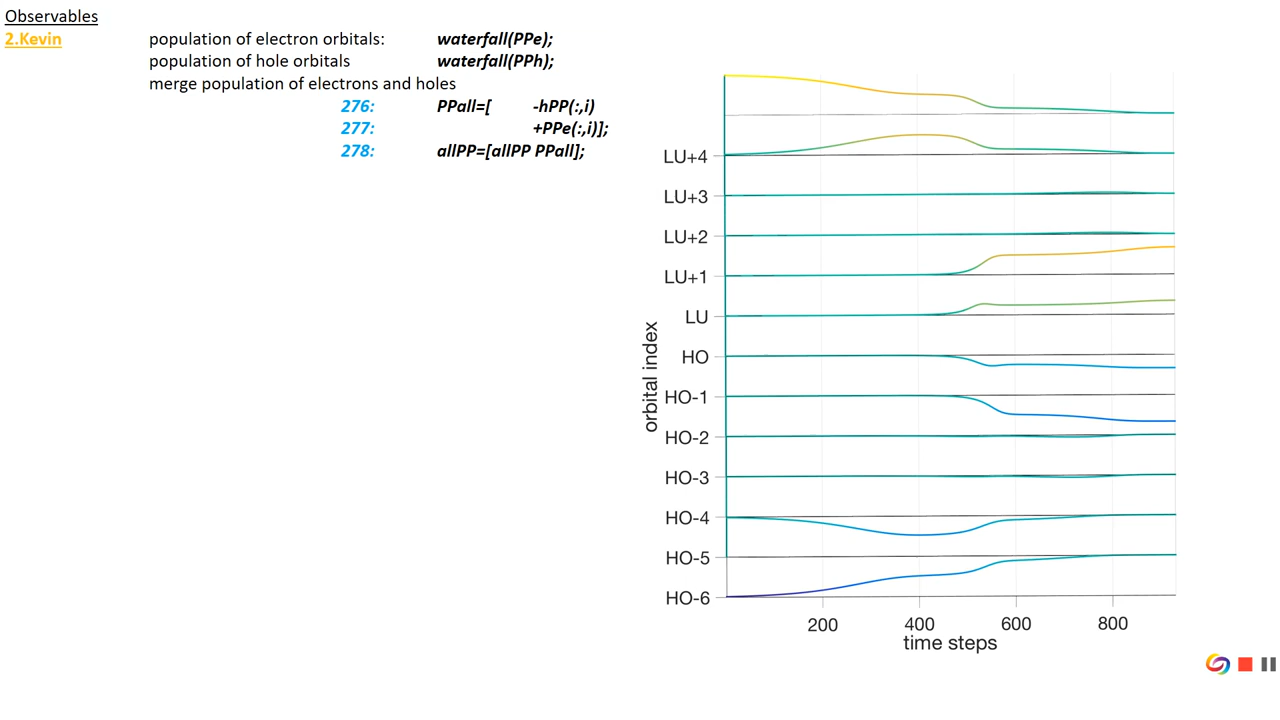 Observables
2.Kevin population of electron orbitals: waterfall(PPe);
population of hole orbitals waterfall(PPh);
merge population of electrons and holes
276: PPall=[ -hPP(:,i)
277: +PPe(:,i)];
278: allPP=[allPP PPall];
LU+4
LU+3
LU+2
LU+1
LU
HO
HO-1
HO-2
HO-3
HO-4
HO-5
HO-6
orbital index
200 400 600 800
time steps